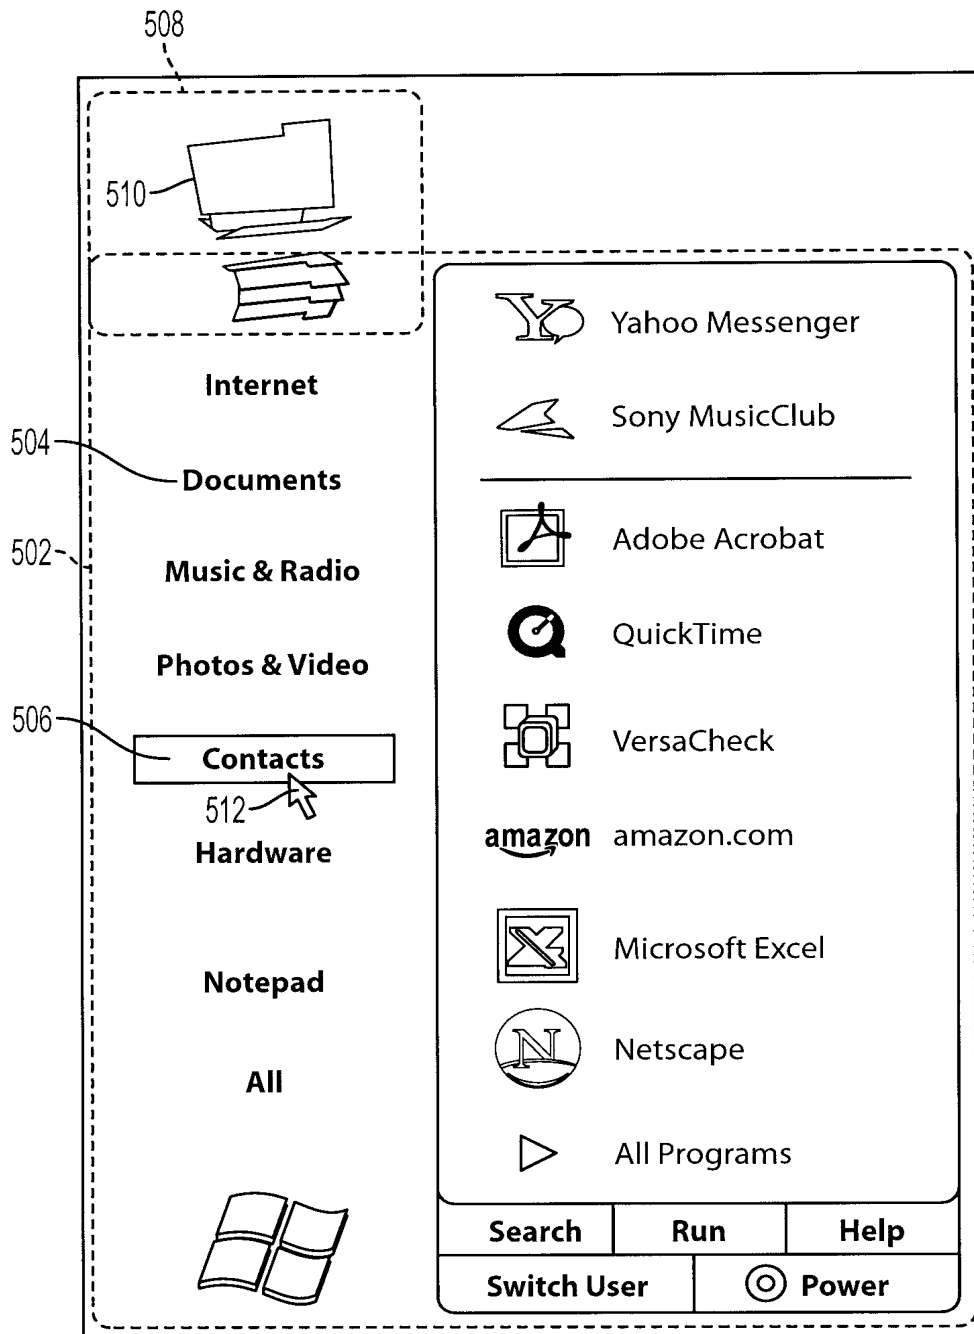 508
510
Internet
504
Documents
502
Music & Radio
Photos & Video
506
Contacts
512
Hardware
Notepad
All
Yahoo Messenger
Sony MusicClub
Adobe Acrobat
QuickTime
VersaCheck
amazon amazon.com
Microsoft Excel
N Netscape
All Programs
Search Run Help
Switch User Power